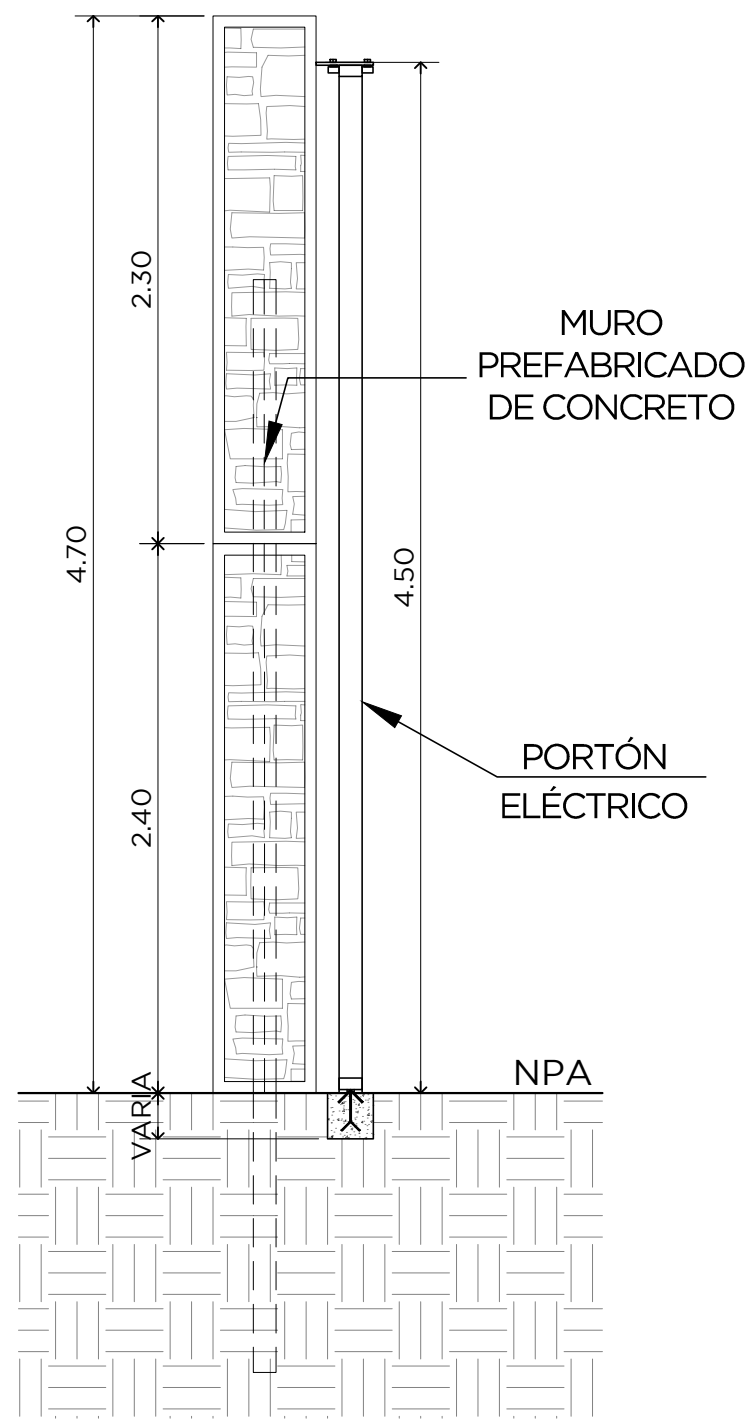 2.30
MURO
PREFABRICADO
DE CONCRETO
4.70
4.50
PORTÓN
ELÉCTRICO
2.40
NPA
VARIA